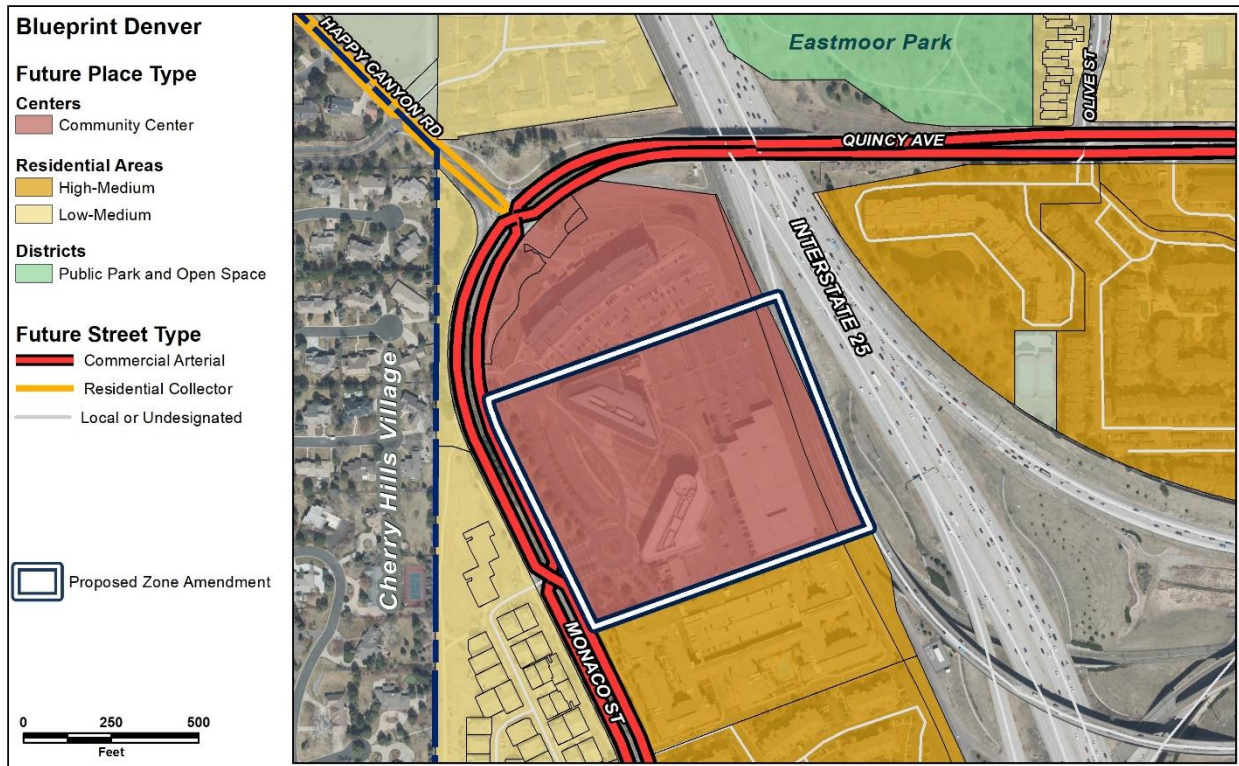 Blueprint Denver
Future Place Type
Centers
Community Center
Residential Areas
High-Medium
Low-Medium
Districts
Public Park and Open Space
Future Street Type
Commercial Arterial
Residential Collector
Local or Undesignated
Proposed Zone Amendment
0 250 500
Feet
HAPPY CANYON RD
Eastmoor Park
OLIVE ST
QUINCY AVE
INTERSTATE 25
Cherry Hills Village
MONACO ST